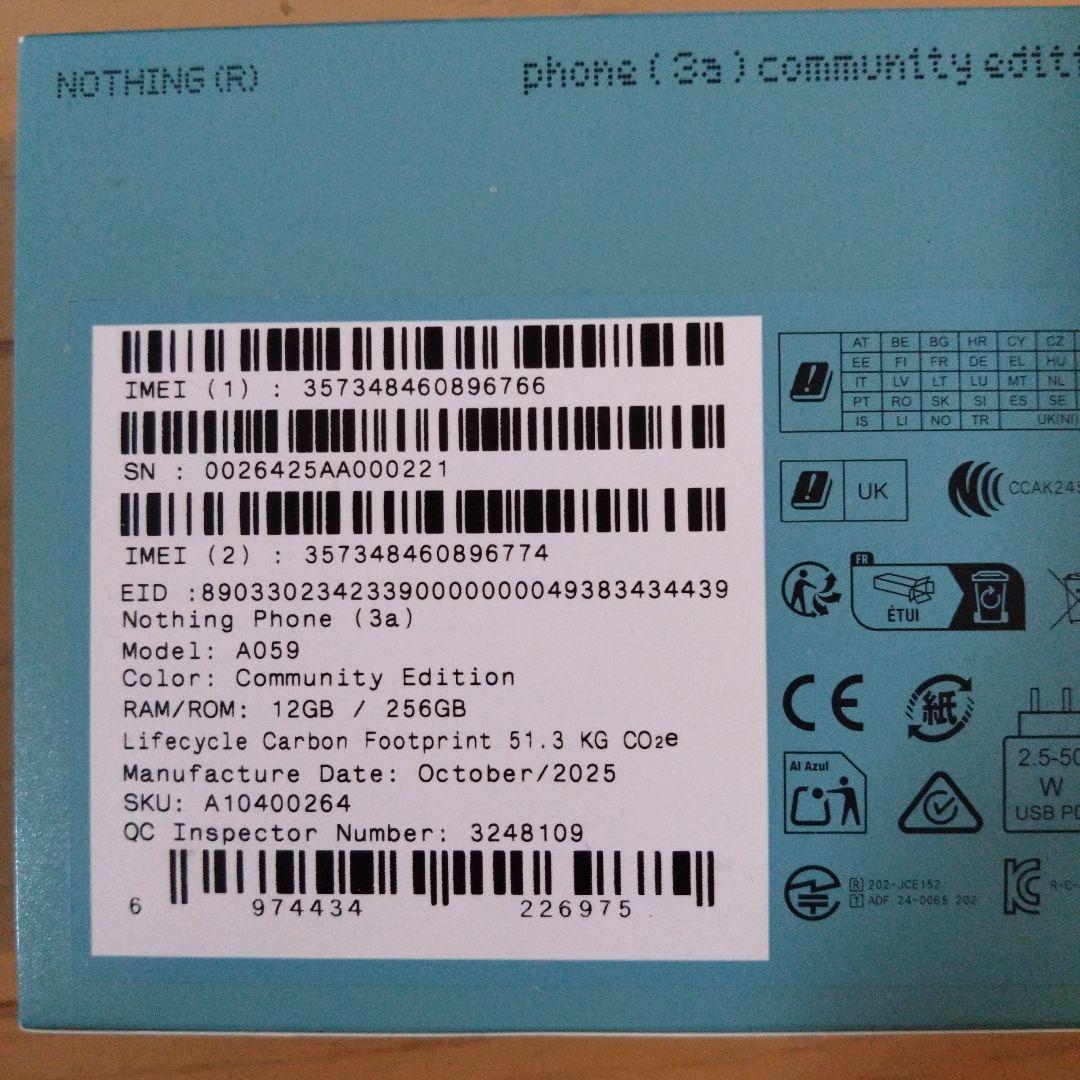 NOTHING(R)
phone (3a) community editi
IMEI (1) : 357348460896766
SN : 0026425AA000221
IMEI (2) : 357348460896774
EID :89033023423390000000049383434439
Nothing Phone (3a)
Model: A059
Color: Community Edition
RAM/ROM: 12GB / 256GB
Lifecycle Carbon Footprint 51.3 KG CO₂e
Manufacture Date: October/2025
SKU: A10400264
QC Inspector Number: 3248109
6 974434 226975
AT BE BG HR CY CZ
EE FI FR DE EL HU
IT LV LT LU MT NL
PT RO SK SI ES SE
IS LI NO TR UK(NI)
UK
CCAK245
FR
ÉTUI
CE
紙
Al Azul
2.5-50
W
USB PD
R 202-JCE152
T ADF 24-0065 202
R-C-